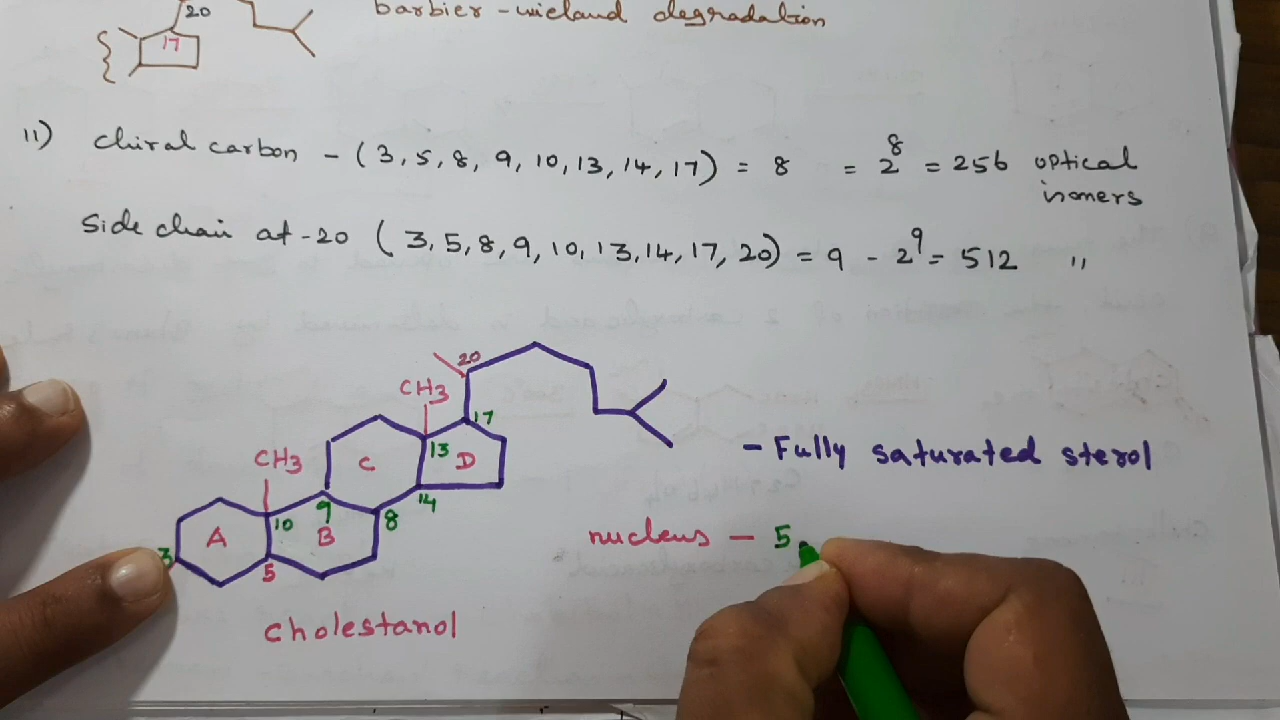 20
barbier - wieland degradation
17
11) chiral carbon - (3, 5, 8, 9, 10, 13, 14, 17) = 8 = 2^8 = 256 optical
isomers
Side chain at - 20 (3, 5, 8, 9, 10, 13, 14, 17, 20) = 9 - 2^9 = 512 "
20
CH3
17
13
D
- Fully saturated sterol
CH3
C
14
10
9
8
A
B
nucleus - 5
3
5
cholestanol